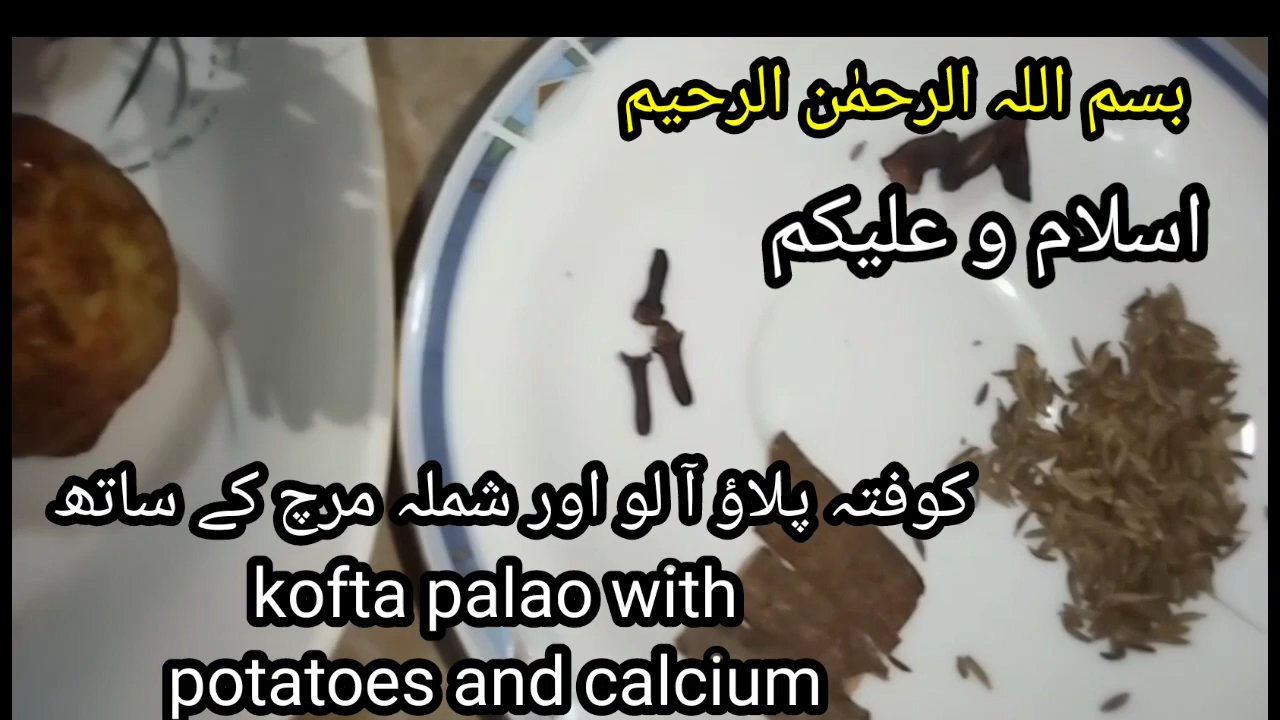 بسم اللہ الرحمٰن الرحیم
اسلام و علیکم
کوفتہ پلاؤ آلو اور شملہ مرچ کے ساتھ
kofta palao with
potatoes and calcium